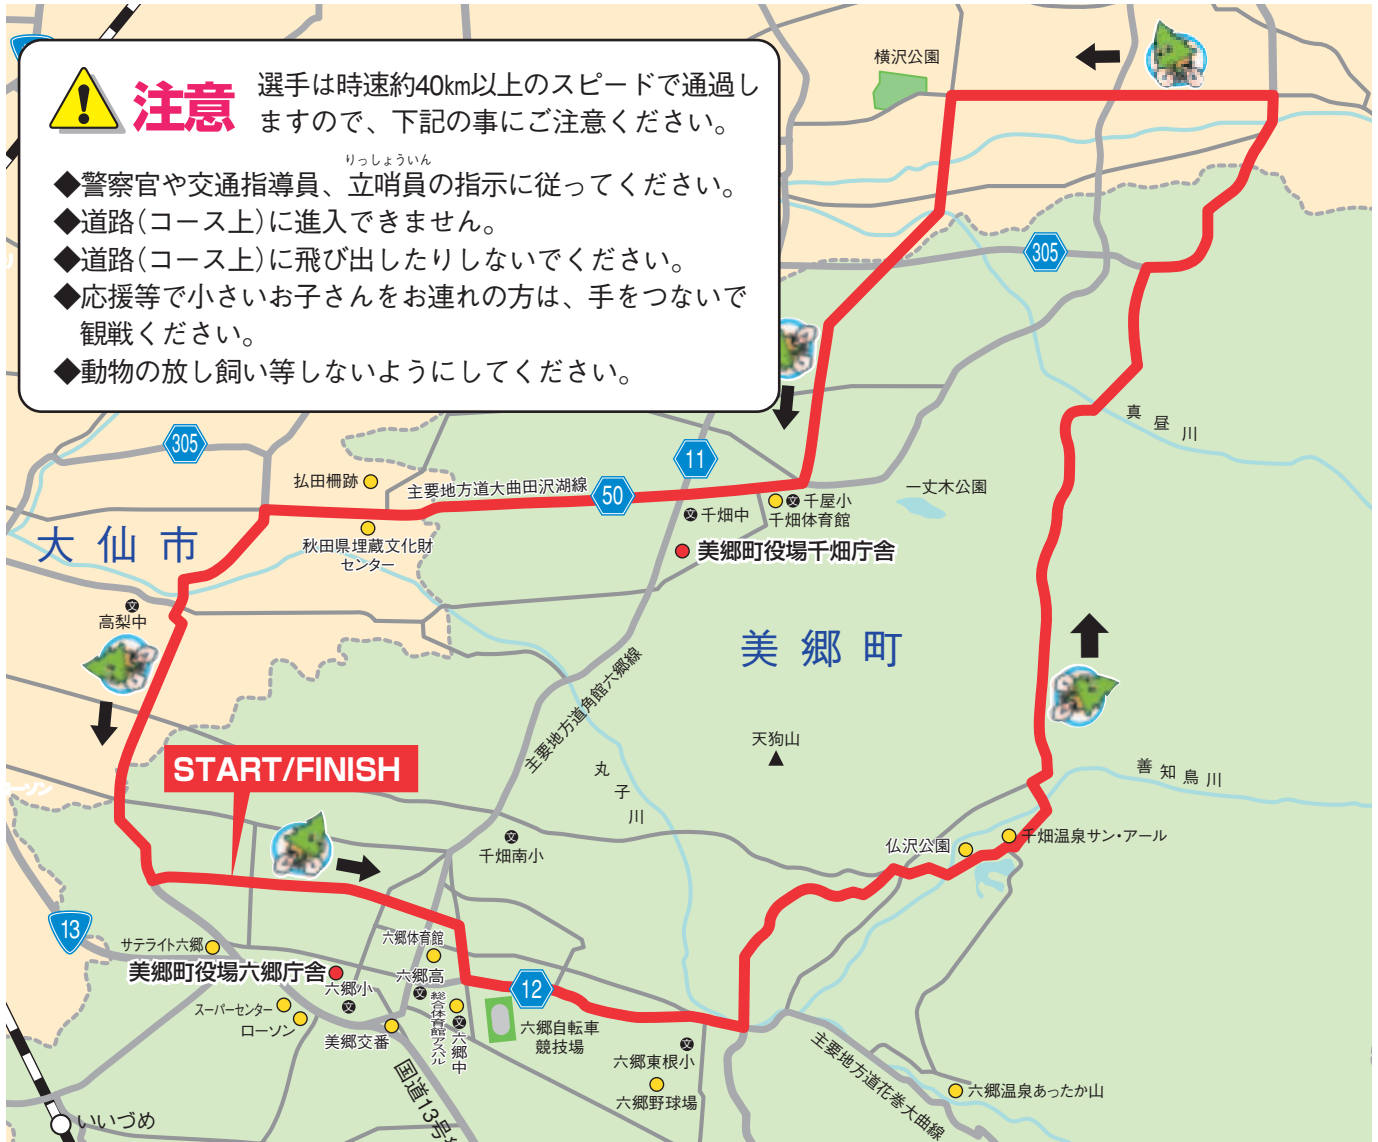 注意
選手は時速約40km以上のスピードで通過し
ますので、下記の事にご注意ください。
りっしょういん
◆警察官や交通指導員、立哨員の指示に従ってください。
◆道路(コース上)に進入できません。
◆道路(コース上)に飛び出したりしないでください。
◆応援等で小さいお子さんをお連れの方は、手をつないで
観戦ください。
◆動物の放し飼い等しないようにしてください。
横沢公園
305
真昼川
305
11
払田柵跡
主要地方道大曲田沢湖線
50
千屋小
千畑体育館
千畑中
一丈木公園
大仙市
秋田県埋蔵文化財
センター
美郷町役場千畑庁舎
高梨中
美郷町
主要地方道角館六郷線
天狗山
START/FINISH
丸子川
善知鳥川
ローソン
千畑南小
仏沢公園
千畑温泉サン・アール
13
サテライト六郷
六郷体育館
美郷町役場六郷庁舎
六郷小
六郷高
12
スーパーセンター
ローソン
美郷交番
総合体育館アスパル
六郷中
六郷自転車
競技場
六郷東根小
六郷野球場
主要地方道花巻大曲線
六郷温泉あったか山
国道13号線
いいづめ